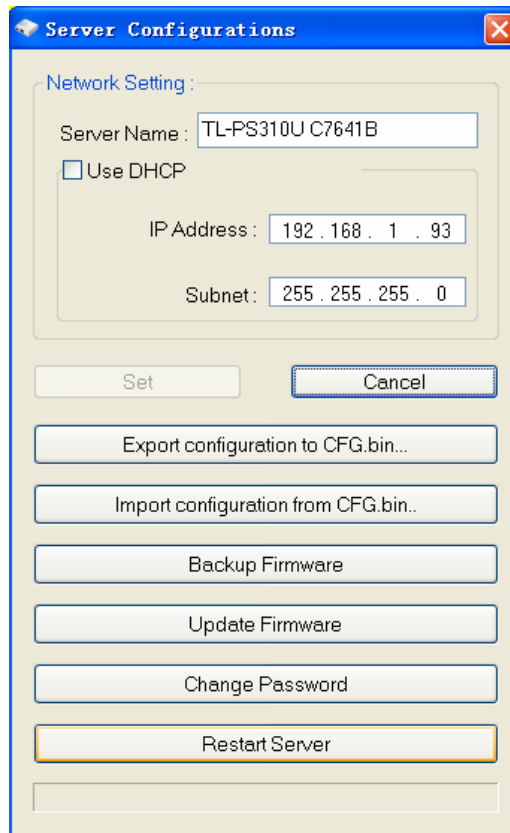 Server Configurations
Network Setting :
Server Name : TL-PS310U C7641B
Use DHCP
IP Address : 192 . 168 . 1 . 93
Subnet : 255 . 255 . 255 . 0
Set Cancel
Export configuration to CFG.bin...
Import configuration from CFG.bin..
Backup Firmware
Update Firmware
Change Password
Restart Server